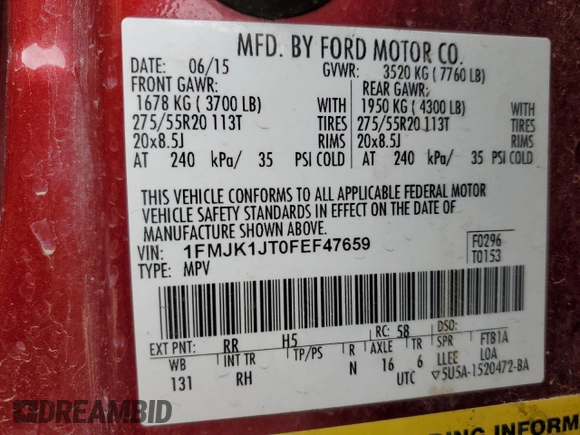 MFD. BY FORD MOTOR CO.
DATE: 06/15 GVWR: 3520 KG ( 7760 LB)
FRONT GAWR: REAR GAWR:
1678 KG ( 3700 LB) WITH 1950 KG ( 4300 LB) WITH
275/55R20 113T TIRES 275/55R20 113T TIRES
20x8.5J RIMS 20x8.5J RIMS
AT 240 kPa/ 35 PSI COLD AT 240 kPa/ 35 PSI COLD
THIS VEHICLE CONFORMS TO ALL APPLICABLE FEDERAL MOTOR
VEHICLE SAFETY STANDARDS IN EFFECT ON THE DATE OF
MANUFACTURE SHOWN ABOVE.
VIN: 1FMJK1JT0FEF47659 F0296
TYPE: MPV T0153
EXT PNT: RR H5 RC: 58 DSO:
WB INT TR TP/PS R AXLE TR SPR FTB1A
131 RH N 16 6 LLEE LOA
UTC ▽5U5A-1520472-BA
DREAMBID
ING INFORM